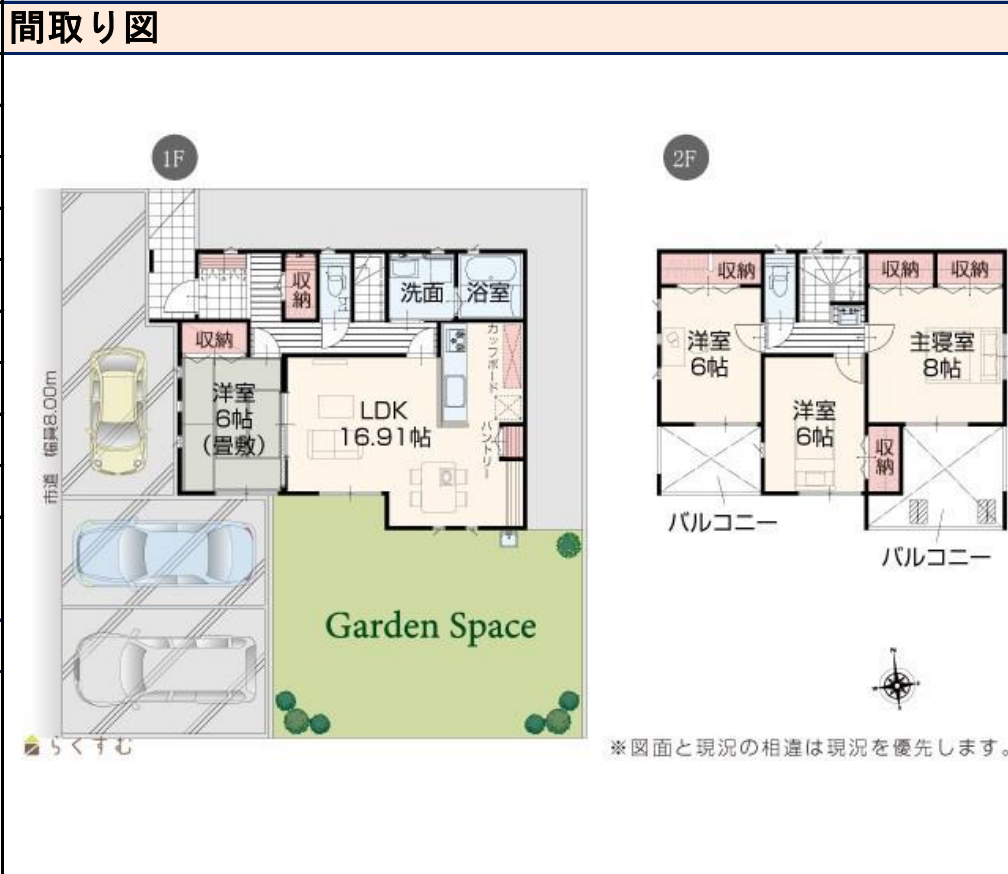 間取り図
1F
2F
収納
洗面
浴室
収納
洋室
6帖
(畳敷)
LDK
16.91帖
カップボード
パントリー
市道 幅員8.00m
Garden Space
らくすむ
収納
収納
収納
洋室
6帖
主寝室
8帖
洋室
6帖
収納
バルコニー
バルコニー
N
※図面と現況の相違は現況を優先します。